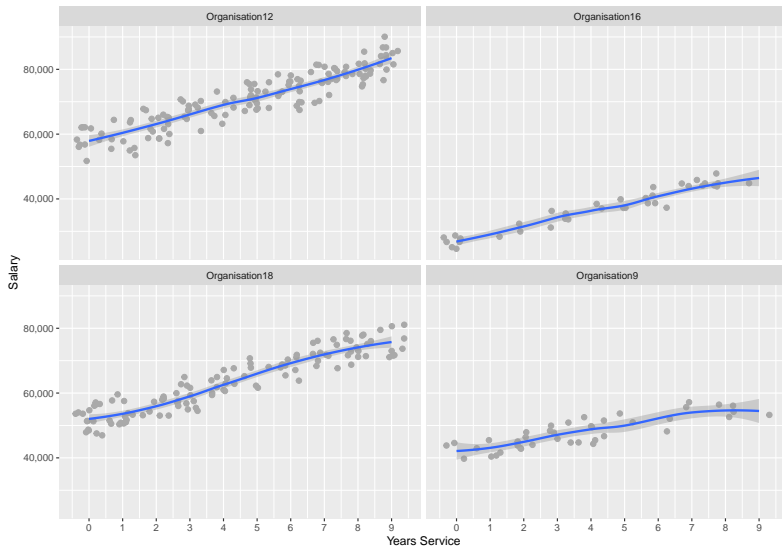 Organisation12
Organisation16
80,000
60,000
40,000
Organisation18
Organisation9
80,000
60,000
40,000
Salary
0 1 2 3 4 5 6 7 8 9
0 1 2 3 4 5 6 7 8 9
Years Service